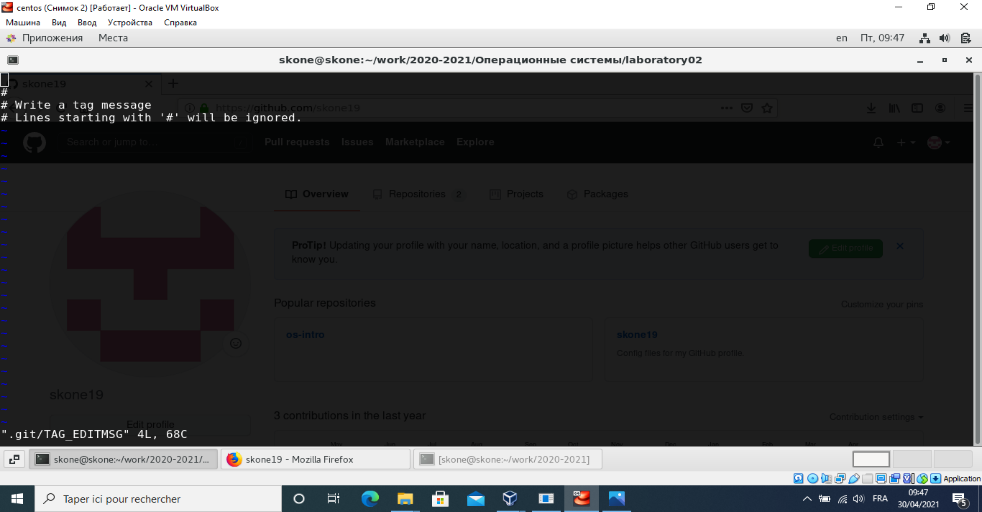 centos (Снимок 2) [Работает] - Oracle VM VirtualBox
Машина Вид Ввод Устройства Справка
Приложения Места en Пт, 09:47
skone@skone:~/work/2020-2021/Операционные системы/laboratory02
skone19
#
# Write a tag message
https://github.com/skone19
# Lines starting with '#' will be ignored.
Search or jump to...
Pull requests Issues Marketplace Explore
Overview Repositories 2 Projects Packages
ProTip! Updating your profile with your name, location, and a profile picture helps other GitHub users get to
know you.
Edit profile
Popular repositories Customize your pins
os-intro skone19
Config files for my GitHub profile
skone19
3 contributions in the last year Contribution settings
Edit profile
".git/TAG_EDITMSG" 4L, 68C
skone@skone:~/work/2020-2021/... skone19 - Mozilla Firefox [skone@skone:~/work/2020-2021]
Application
Taper ici pour rechercher FRA 09:47
30/04/2021
5